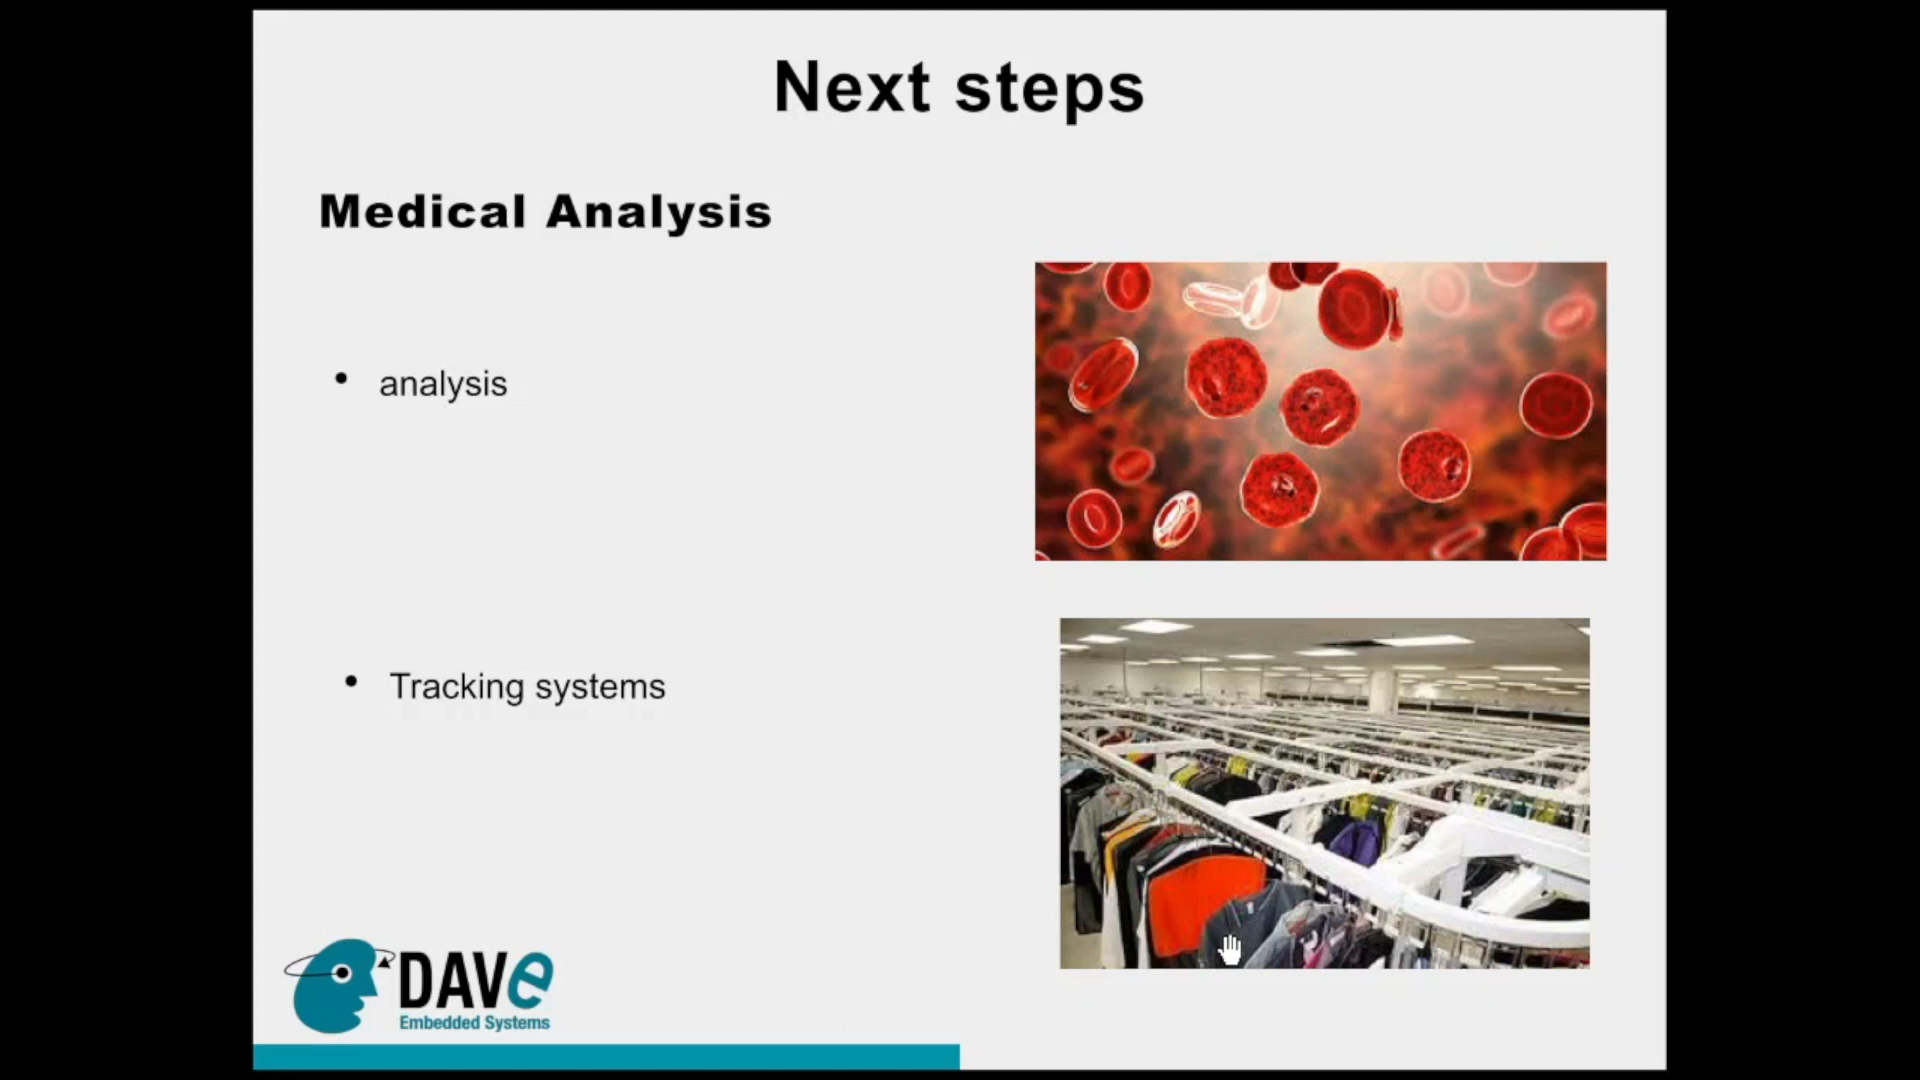 Next steps
Medical Analysis
• analysis
• Tracking systems
DAVe
Embedded Systems